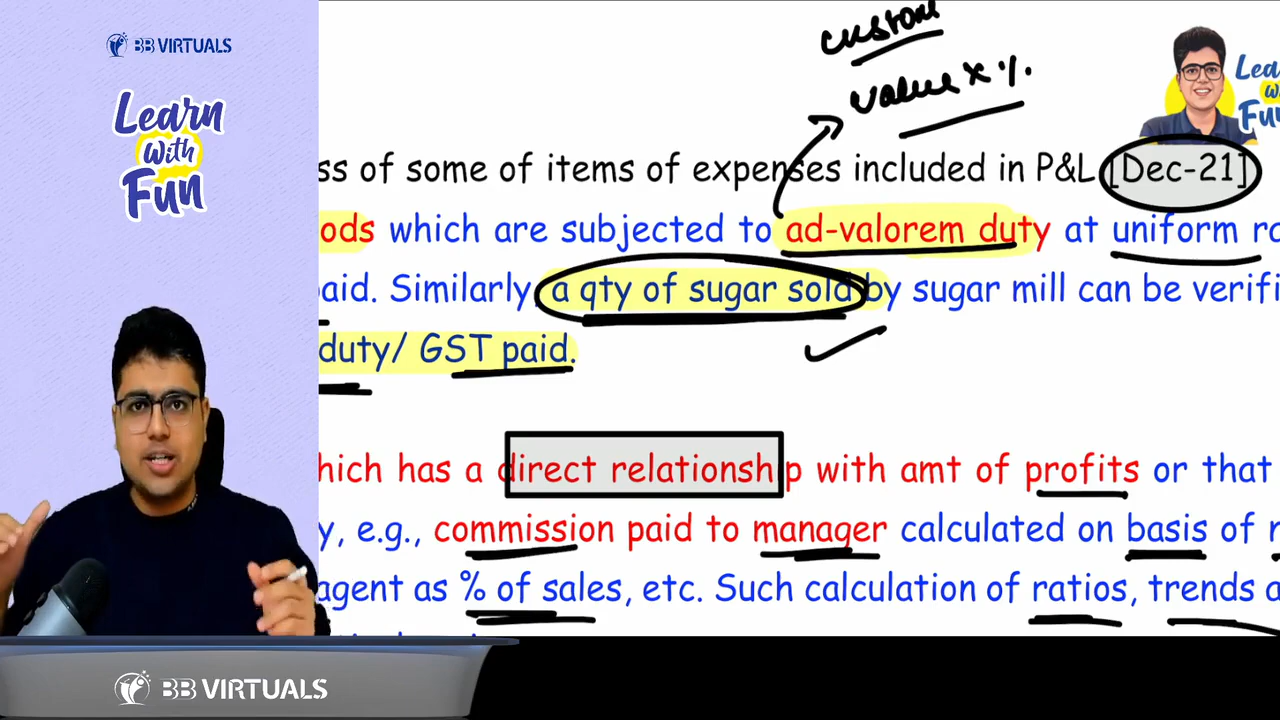 BB VIRTUALS
Learn
With
Fun
custom
value x %.
Lea
Fu
ss of some of items of expenses included in P&L [Dec-21]
ods which are subjected to ad-valorem duty at uniform ra
aid. Similarly, a qty of sugar sold by sugar mill can be verifi
duty/ GST paid.
hich has a direct relationship with amt of profits or that
y, e.g., commission paid to manager calculated on basis of
agent as % of sales, etc. Such calculation of ratios, trends a
BB VIRTUALS